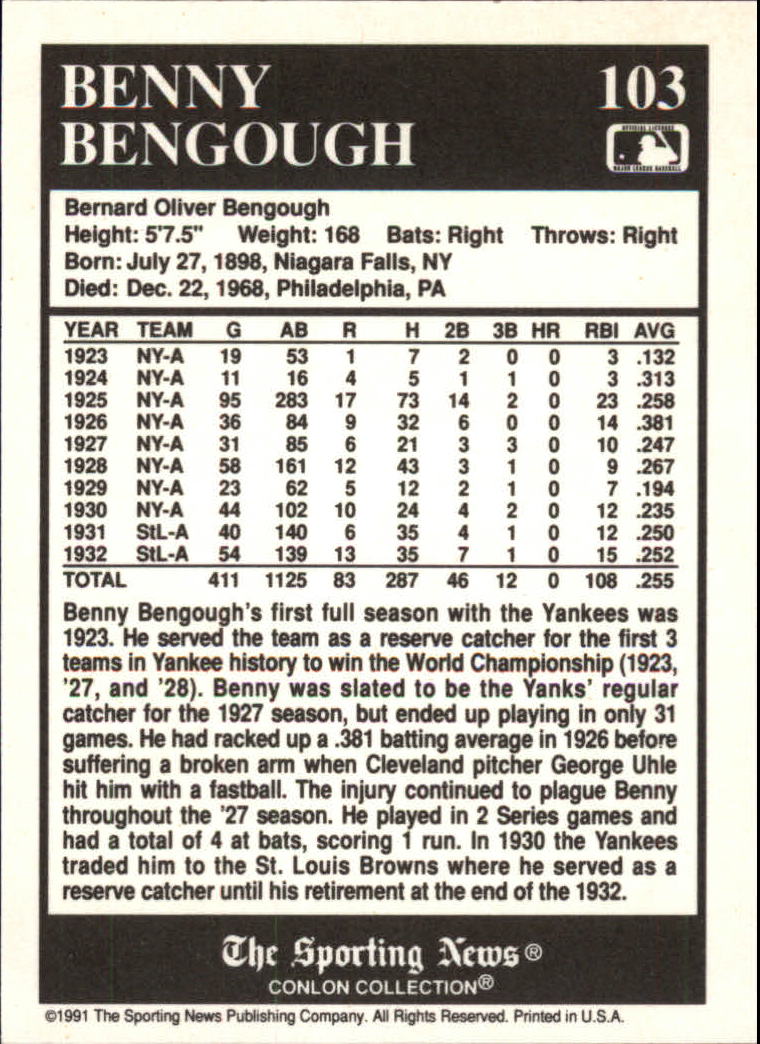 BENNY 103
BENGOUGH
OFFICIAL LICENSEE
MAJOR LEAGUE BASEBALL
Bernard Oliver Bengough
Height: 5'7.5" Weight: 168 Bats: Right Throws: Right
Born: July 27, 1898, Niagara Falls, NY
Died: Dec. 22, 1968, Philadelphia, PA
YEAR TEAM G AB R H 2B 3B HR RBI AVG
1923 NY-A 19 53 1 7 2 0 0 3 .132
1924 NY-A 11 16 4 5 1 1 0 3 .313
1925 NY-A 95 283 17 73 14 2 0 23 .258
1926 NY-A 36 84 9 32 6 0 0 14 .381
1927 NY-A 31 85 6 21 3 3 0 10 .247
1928 NY-A 58 161 12 43 3 1 0 9 .267
1929 NY-A 23 62 5 12 2 1 0 7 .194
1930 NY-A 44 102 10 24 4 2 0 12 .235
1931 StL-A 40 140 6 35 4 1 0 12 .250
1932 StL-A 54 139 13 35 7 1 0 15 .252
TOTAL 411 1125 83 287 46 12 0 108 .255
Benny Bengough's first full season with the Yankees was
1923. He served the team as a reserve catcher for the first 3
teams in Yankee history to win the World Championship (1923,
'27, and '28). Benny was slated to be the Yanks' regular
catcher for the 1927 season, but ended up playing in only 31
games. He had racked up a .381 batting average in 1926 before
suffering a broken arm when Cleveland pitcher George Uhle
hit him with a fastball. The injury continued to plague Benny
throughout the '27 season. He played in 2 Series games and
had a total of 4 at bats, scoring 1 run. In 1930 the Yankees
traded him to the St. Louis Browns where he served as a
reserve catcher until his retirement at the end of the 1932.
The Sporting News®
CONLON COLLECTION®
©1991 The Sporting News Publishing Company. All Rights Reserved. Printed in U.S.A.